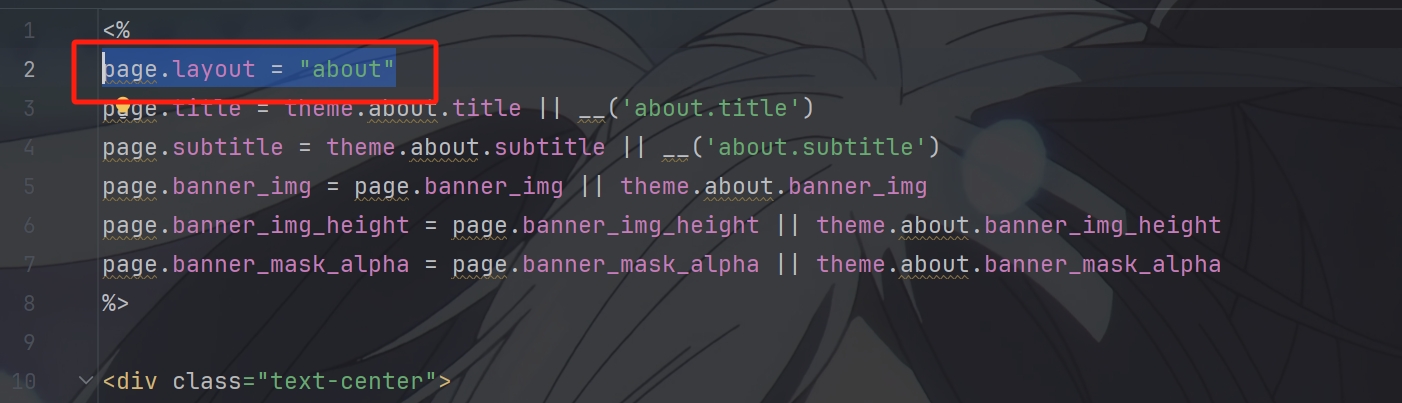 1 <%
2 page.layout = "about"
3 page.title = theme.about.title || __('about.title')
4 page.subtitle = theme.about.subtitle || __('about.subtitle')
5 page.banner_img = page.banner_img || theme.about.banner_img
6 page.banner_img_height = page.banner_img_height || theme.about.banner_img_height
7 page.banner_mask_alpha = page.banner_mask_alpha || theme.about.banner_mask_alpha
8 %>
9
10 <div class="text-center">